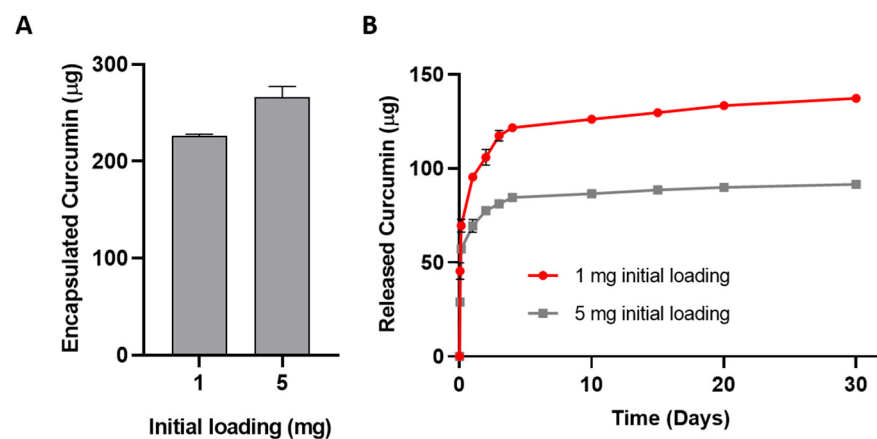 A
Encapsulated Curcumin (μg)
300
200
100
0
1 5
Initial loading (mg)
B
Released Curcumin (μg)
150
100
50
0
1 mg initial loading
5 mg initial loading
0 10 20 30
Time (Days)